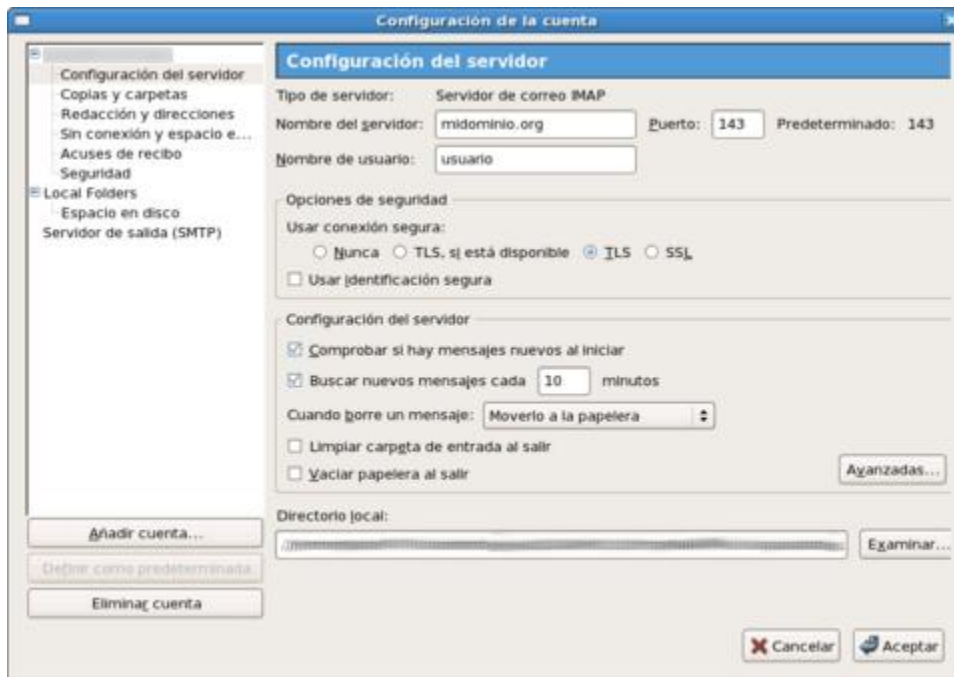 Configuración de la cuenta
Configuración del servidor
Copias y carpetas
Redacción y direcciones
Sin conexión y espacio e...
Acuses de recibo
Seguridad
Local Folders
Espacio en disco
Servidor de salida (SMTP)
Añadir cuenta...
Definir como predeterminada
Eliminar cuenta
Configuración del servidor
Tipo de servidor: Servidor de correo IMAP
Nombre del servidor: midominio.org Puerto: 143 Predeterminado: 143
Nombre de usuario: usuario
Opciones de seguridad
Usar conexión segura:
Nunca TLS, si está disponible TLS SSL
Usar identificación segura
Configuración del servidor
Comprobar si hay mensajes nuevos al iniciar
Buscar nuevos mensajes cada 10 minutos
Cuando borre un mensaje: Moverlo a la papelera
Limpiar carpeta de entrada al salir
Vaciar papelera al salir
Avanzadas...
Directorio local:
Examinar...
Cancelar Aceptar